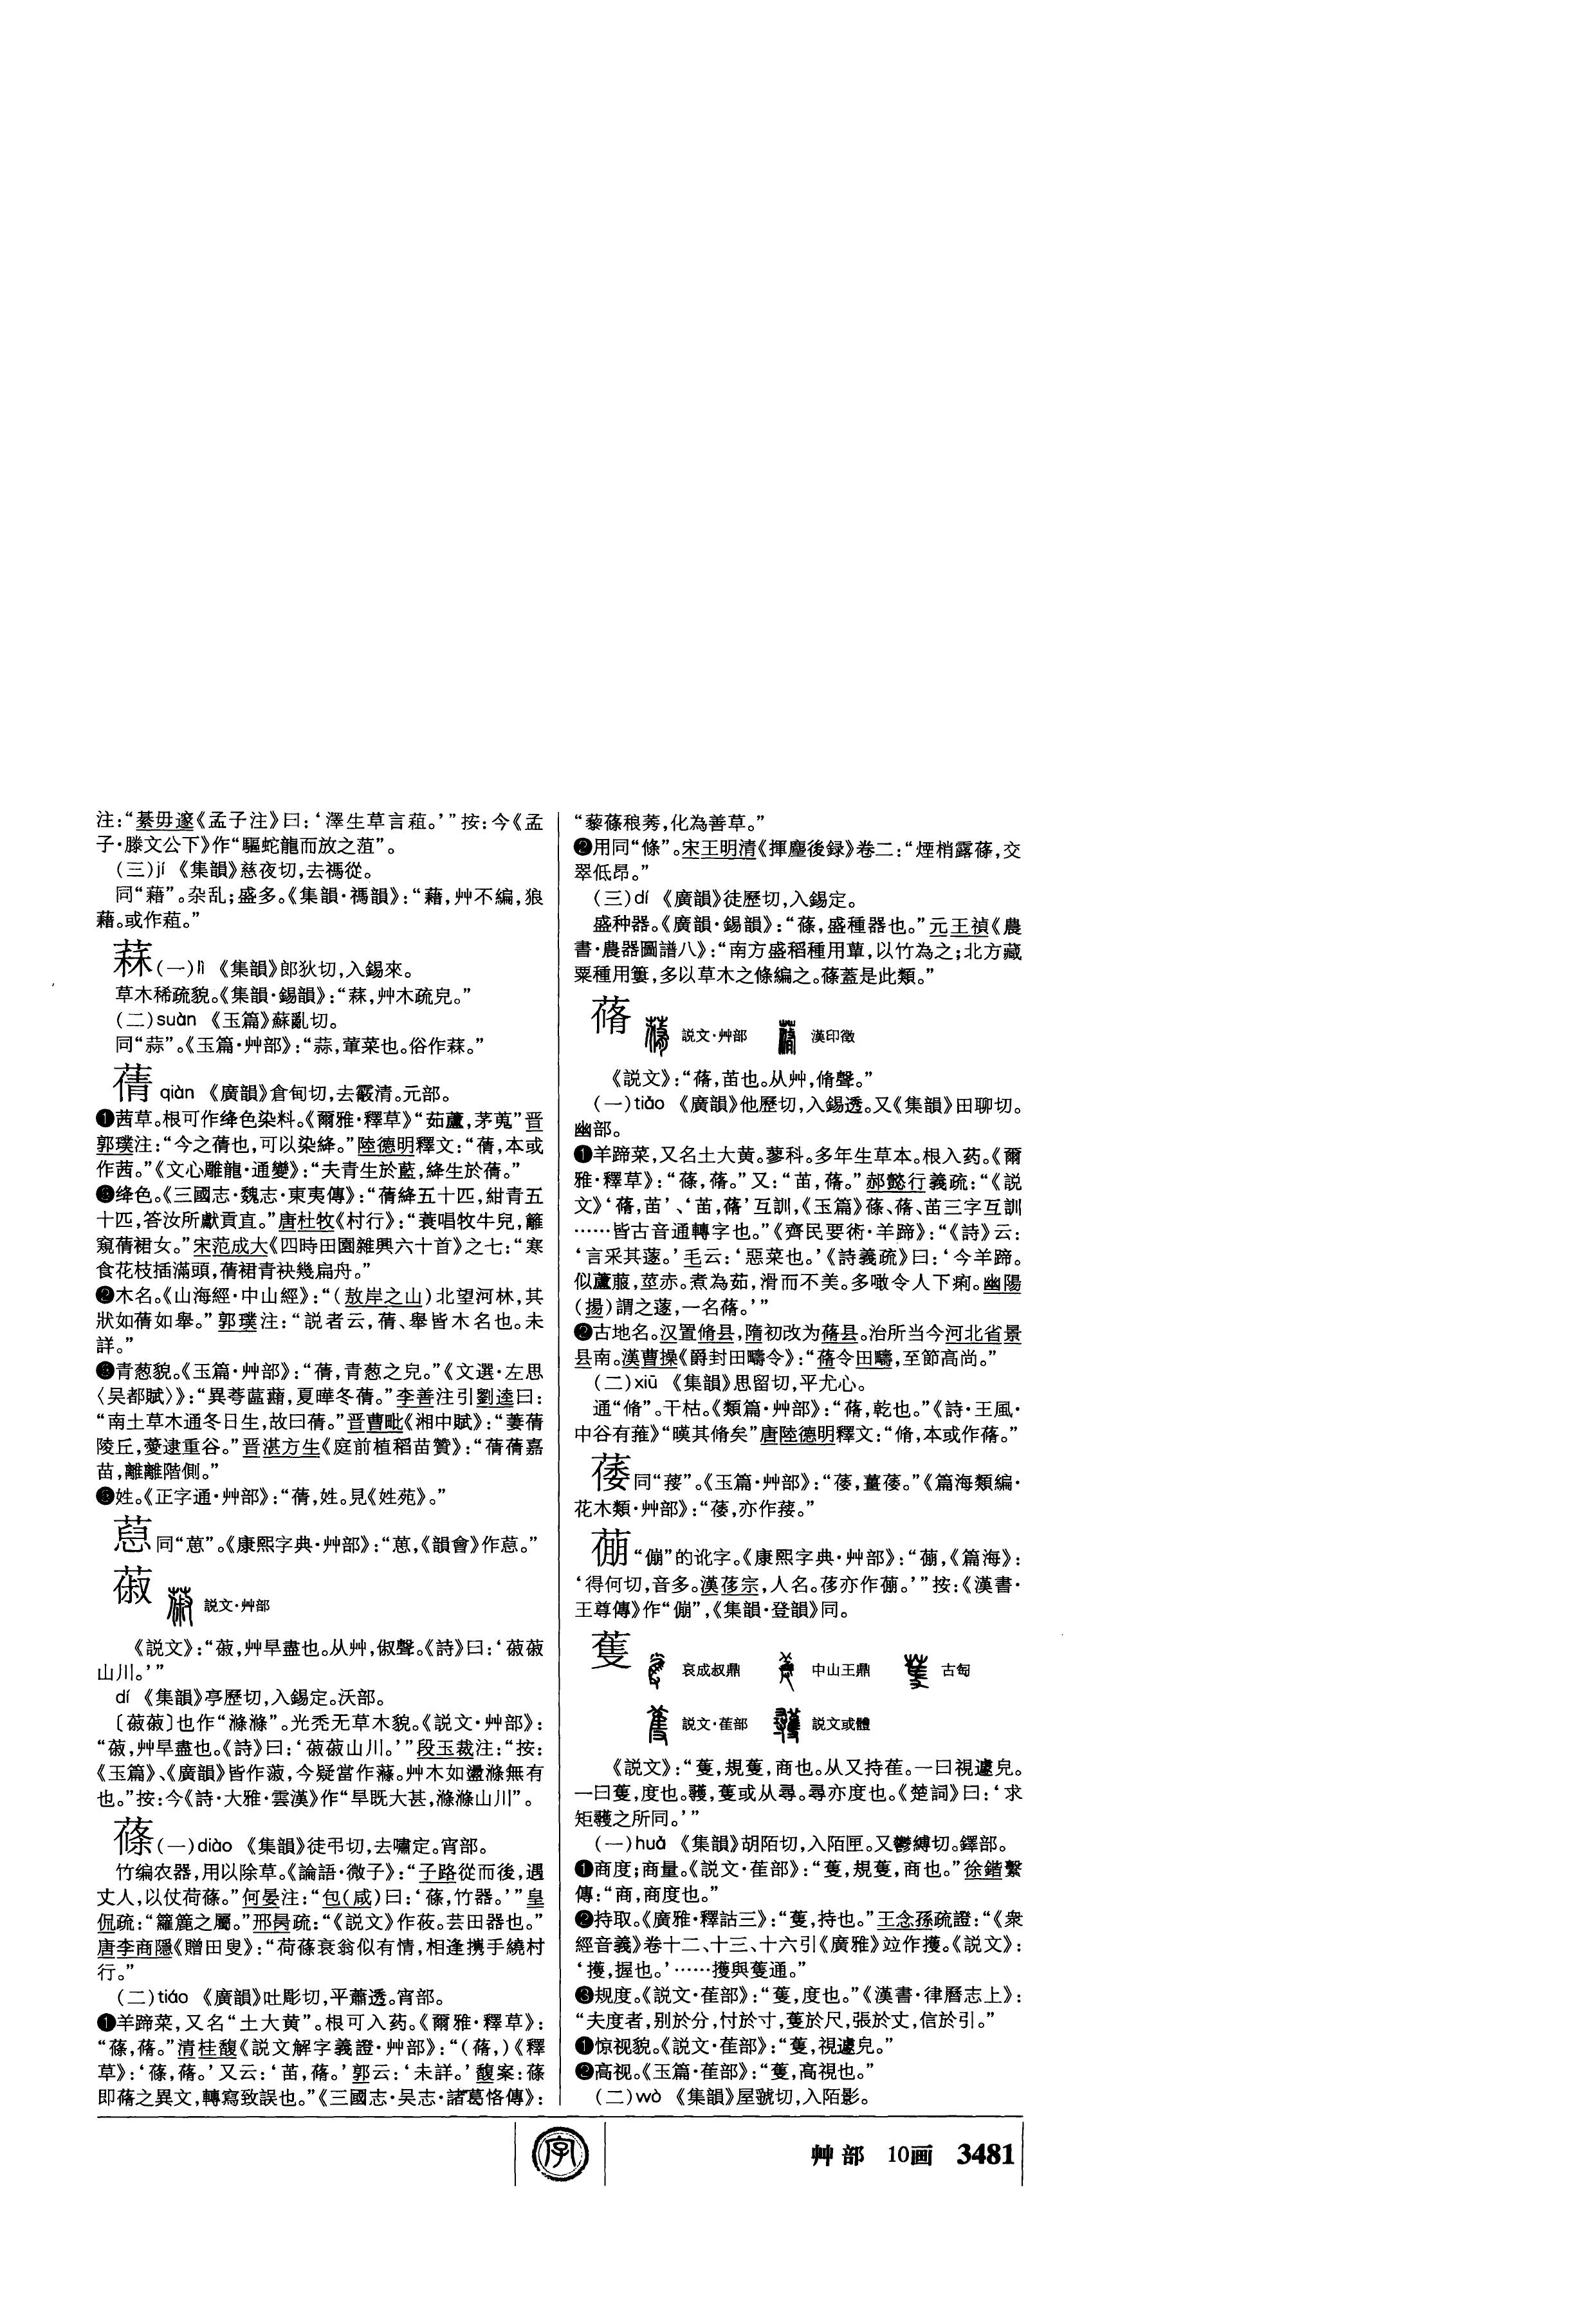 注：“綦毋邃《孟子注》曰：‘澤生草言菹。’”按：今《孟
子·滕文公下》作“驅蛇龍而放之菹”。
（三）jí 《集韻》慈夜切，去禡從。
同“藉”。杂乱；盛多。《集韻·禡韻》：“藉，艸不編，狼
藉。或作蒩。”
菻（一）lì 《集韻》郎狄切，入錫來。
草木稀疏貌。《集韻·錫韻》：“，艸木疏皃。”
（二）suàn 《玉篇》蘇亂切。
同“蒜”。《玉篇·艸部》：“蒜，葷菜也。俗作。”
蒨 qiàn 《廣韻》倉甸切，去霰清。元部。
❶茜草。根可作绛色染料。《爾雅·釋草》“茹藘，茅蒐”晋
郭璞注：“今之蒨也，可以染絳。”陸德明釋文：“蒨，本或
作茜。”《文心雕龍·通變》：“夫青生於藍，絳生於蒨。”
绛色。《三國志·魏志·東夷傳》：“蒨絳五十匹，紺青五
十匹，答汝所獻貢直。”唐杜牧《村行》：“蓑唱牧牛兒，籬
窺蒨裙女。”宋范成大《四時田園雜興六十首》之七：“寒
食花枝插滿頭，蒨裙青袂幾扁舟。”
❷木名。《山海經·中山經》：“（敖岸之山）北望河林，其
狀如蒨如舉。”郭璞注：“説者云，蒨、舉皆木名也。未
詳。”
青葱貌。《玉篇·艸部》：“蒨，青葱之皃。”《文選·左思
〈吴都賦〉》：“異荂蓲蘛，夏曄冬蒨。”李善注引劉逵曰：
“南土草木通冬日生，故曰蒨。”晋曹毗《湘中賦》：“萋蒨
陵丘，薆逮重谷。”晋湛方生《庭前植稻苗贊》：“蒨蒨嘉
苗，離離階側。”
姓。《正字通·艸部》：“蒨，姓。見《姓苑》。”
蒠同“葸”。《康熙字典·艸部》：“葸，《韻會》作蒠。”
蔋 説文·艸部
《説文》：“蔋，艸旱盡也。从艸，俶聲。《詩》曰：‘蔋蔋
山川。’”
dí 《集韻》亭歷切，入錫定。沃部。
〔蔋蔋〕也作“滌滌”。光秃无草木貌。《説文·艸部》：
“蔋，艸旱盡也。《詩》曰：‘蔋蔋山川。’”段玉裁注：“按：
《玉篇》、《廣韻》皆作蔋，今疑當作藡。艸木如盪滌無有
也。”按：今《詩·大雅·雲漢》作“旱既大甚，滌滌山川”。
蓧（一）diào 《集韻》徒弔切，去嘯定。宵部。
竹编农器，用以除草。《論語·微子》：“子路從而後，遇
丈人，以仗荷蓧。”何晏注：“包（咸）曰：‘蓧，竹器。’”皇
侃疏：“籮簏之屬。”邢昺疏：“《説文》作莜。芸田器也。”
唐李商隱《贈田叟》：“荷蓧衰翁似有情，相逢携手繞村
行。”
（二）tiáo 《廣韻》吐彫切，平蕭透。宵部。
❶羊蹄菜，又名“土大黄”。根可入药。《爾雅·釋草》：
“蓧，蓨。”清桂馥《説文解字義證·艸部》：“（蓨，）《釋
草》：‘蓧，蓨。’又云：‘苗，蓨。’郭云：‘未詳。’馥案：蓧
即蓨之異文，轉寫致誤也。”《三國志·吴志·諸葛恪傳》：
“藜蓧稂莠，化為善草。”
❷用同“條”。宋王明清《揮麈後録》卷二：“煙梢露蓧，交
翠低昂。”
（三）dí 《廣韻》徒歷切，入錫定。
盛种器。《廣韻·錫韻》：“蓧，盛種器也。”元王禎《農
書·農器圖譜八》：“南方盛稻種用簞，以竹為之；北方藏
粟種用簍，多以草木之條編之。蓧蓋是此類。”
蓨 説文·艸部 漢印徵
《説文》：“蓨，苗也。从艸，脩聲。”
（一）tiǎo 《廣韻》他歷切，入錫透。又《集韻》田聊切。
幽部。
❶羊蹄菜，又名土大黄。蓼科。多年生草本。根入药。《爾
雅·釋草》：“蓧，蓨。”又：“苗，蓨。”郝懿行義疏：“《説
文》‘蓨，苗’、‘苗，蓨’互訓，《玉篇》蓧、蓨、苗三字互訓
……皆古音通轉字也。”《齊民要術·羊蹄》：“《詩》云：
‘言采其蓫。’毛云：‘惡菜也。’《詩義疏》曰：‘今羊蹄。
似蘆菔，莖赤。煮為茹，滑而不美。多噉令人下痢。幽陽
（揚）謂之蓫，一名蓨。’”
❷古地名。汉置脩县，隋初改为蓨县。治所当今河北省景
县南。漢曹操《爵封田疇令》：“蓨令田疇，至節高尚。”
（二）xiū 《集韻》思留切，平尤心。
通“脩”。干枯。《類篇·艸部》：“蓨，乾也。”《詩·王風·
中谷有蓷》“暵其脩矣”唐陸德明釋文：“脩，本或作蓨。”
同“荽”。《玉篇·艸部》：“，薑。”《篇海類編·
花木類·艸部》：“，亦作荽。”
“傰”的讹字。《康熙字典·艸部》：“，《篇海》：
‘得何切，音多。漢宗，人名。亦作。’”按：《漢書·
王尊傳》作“傰”，《集韻·登韻》同。
蒦 哀成叔鼎 中山王鼎 古匋
説文·萑部 説文或體
《説文》：“蒦，規蒦，商也。从又持萑。一曰視遽皃。
一曰蒦，度也。彠，蒦或从尋。尋亦度也。《楚詞》曰：‘求
矩彠之所同。’”
（一）huǎ 《集韻》胡陌切，入陌匣。又鬱縛切。鐸部。
❶商度；商量。《説文·萑部》：“蒦，規蒦，商也。”徐鍇繫
傳：“商，商度也。”
❷持取。《廣雅·釋詁三》：“蒦，持也。”王念孫疏證：“《衆
經音義》卷十二、十三、十六引《廣雅》竝作擭。《説文》：
‘擭，握也。’……擭與蒦通。”
❸规度。《説文·萑部》：“蒦，度也。”《漢書·律曆志上》：
“夫度者，别於分，忖於寸，蒦於尺，張於丈，信於引。”
❶惊视貌。《説文·萑部》：“蒦，視遽皃。”
❷高视。《玉篇·萑部》：“蒦，高視也。”
（二）wò 《集韻》屋虢切，入陌影。
字
艸部 10画 3481